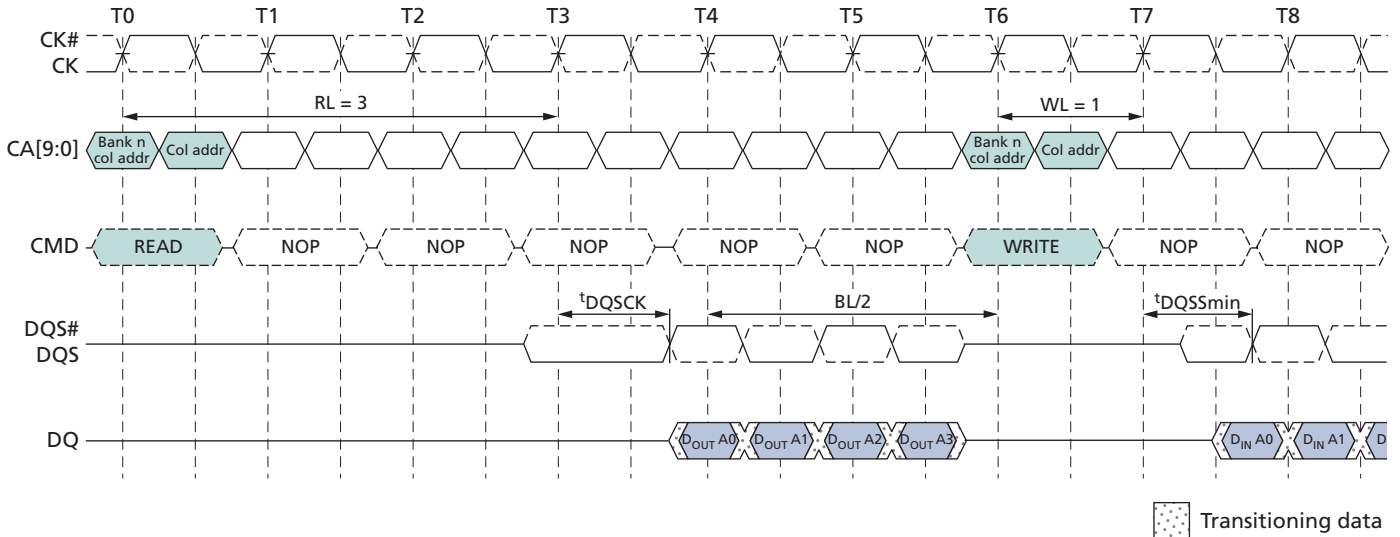 T0 T1 T2 T3 T4 T5 T6 T7 T8
CK#
CK
RL = 3 WL = 1
CA[9:0] Bank n col addr Col addr Bank n col addr Col addr
CMD READ NOP NOP NOP NOP NOP WRITE NOP NOP
tDQSCK BL/2 tDQSSmin
DQS#
DQS
DQ DOUT A0 DOUT A1 DOUT A2 DOUT A3 DIN A0 DIN A1 D
Transitioning data